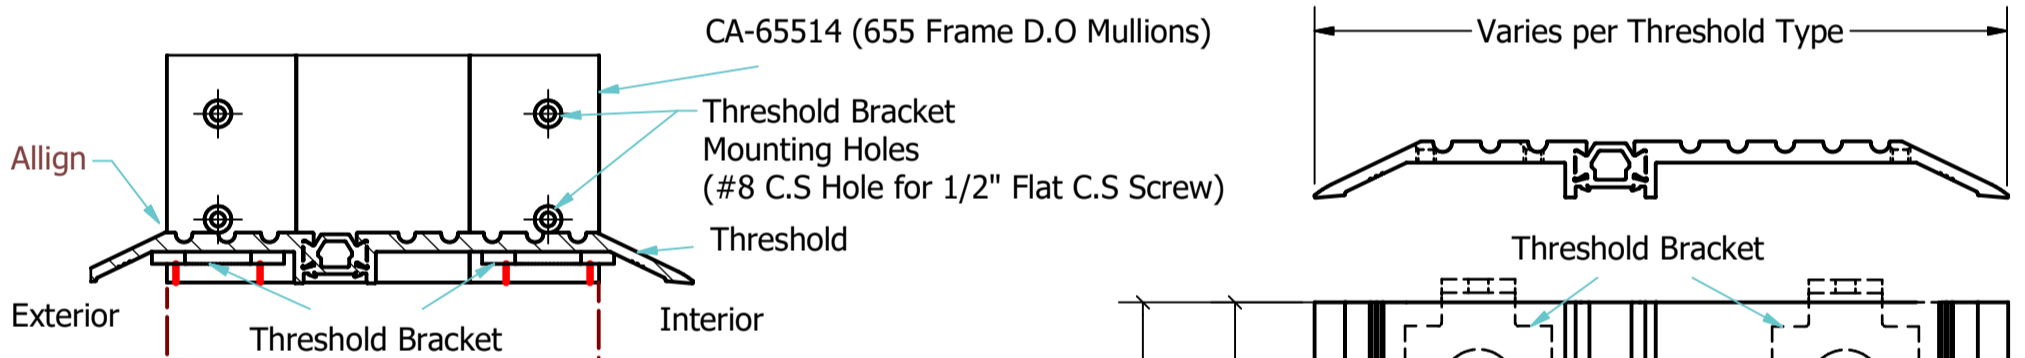 CA-65514 (655 Frame D.O Mullions)
Varies per Threshold Type
Threshold Bracket
Mounting Holes
(#8 C.S Hole for 1/2" Flat C.S Screw)
Allign
Threshold
Threshold Bracket
Exterior
Interior
Threshold Bracket